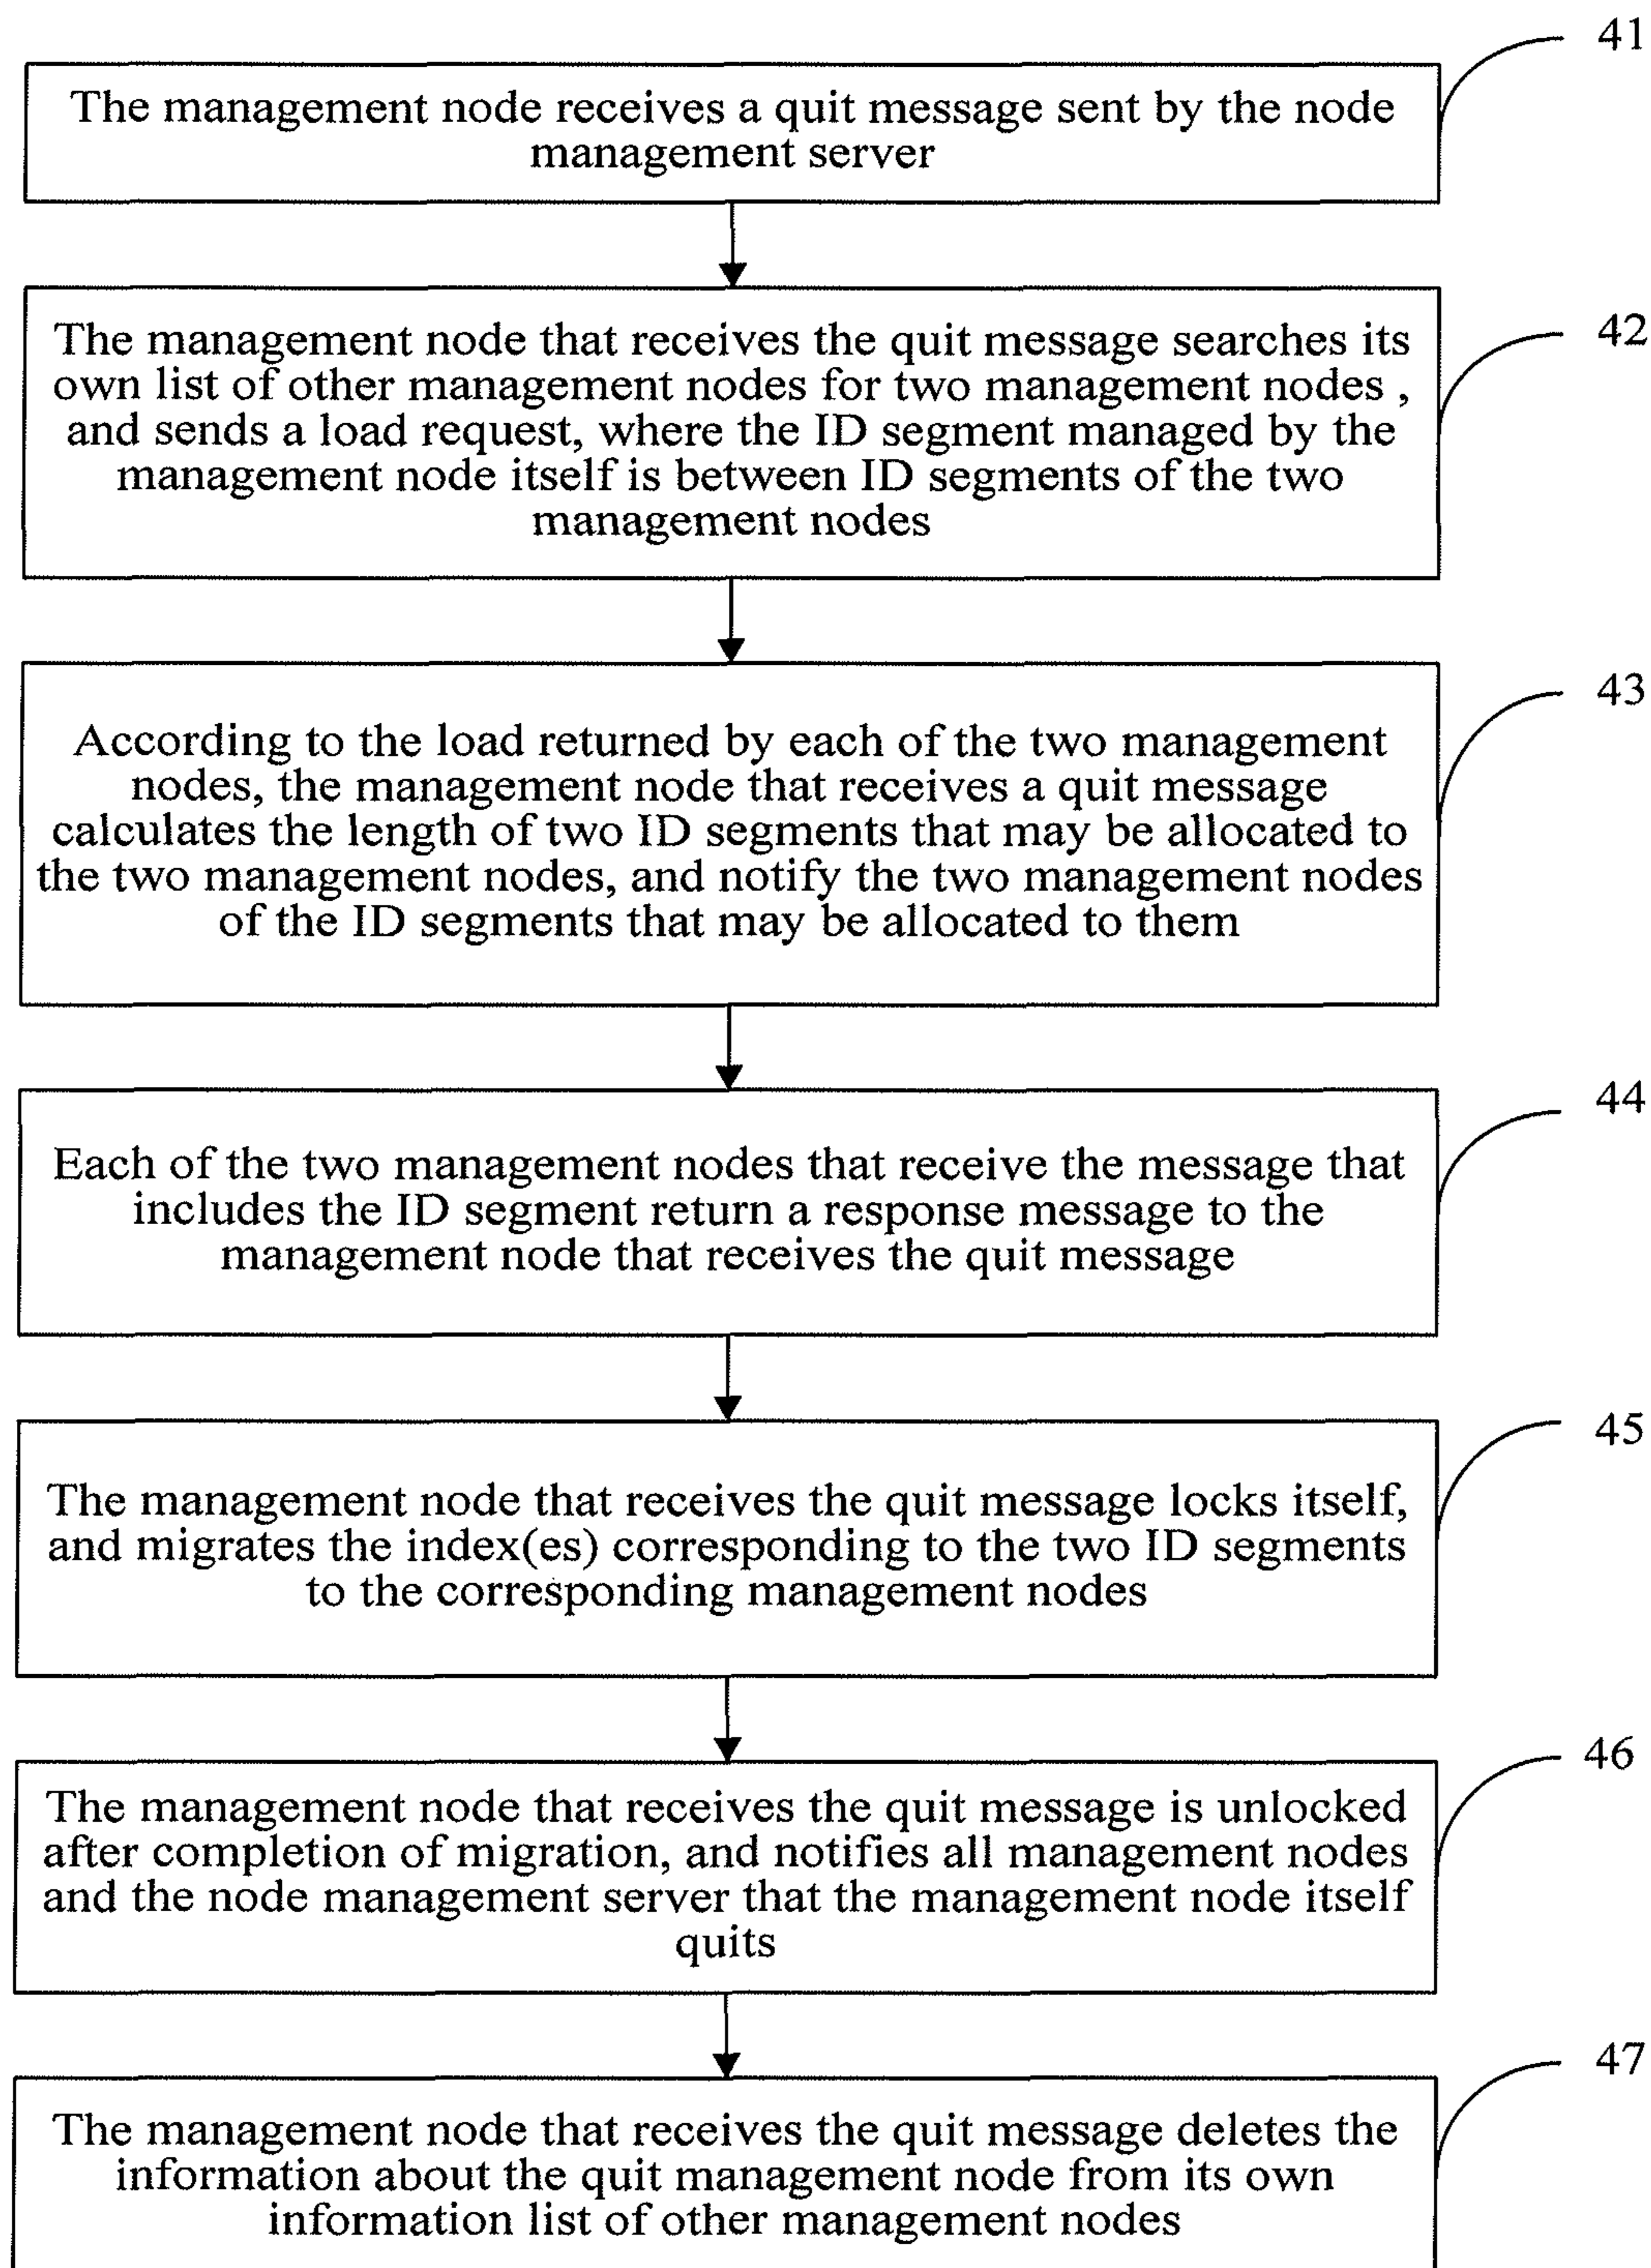 41
The management node receives a quit message sent by the node
management server
42
The management node that receives the quit message searches its
own list of other management nodes for two management nodes ,
and sends a load request, where the ID segment managed by the
management node itself is between ID segments of the two
management nodes
43
According to the load returned by each of the two management
nodes, the management node that receives a quit message
calculates the length of two ID segments that may be allocated to
the two management nodes, and notify the two management nodes
of the ID segments that may be allocated to them
44
Each of the two management nodes that receive the message that
includes the ID segment return a response message to the
management node that receives the quit message
45
The management node that receives the quit message locks itself,
and migrates the index(es) corresponding to the two ID segments
to the corresponding management nodes
46
The management node that receives the quit message is unlocked
after completion of migration, and notifies all management nodes
and the node management server that the management node itself
quits
47
The management node that receives the quit message deletes the
information about the quit management node from its own
information list of other management nodes